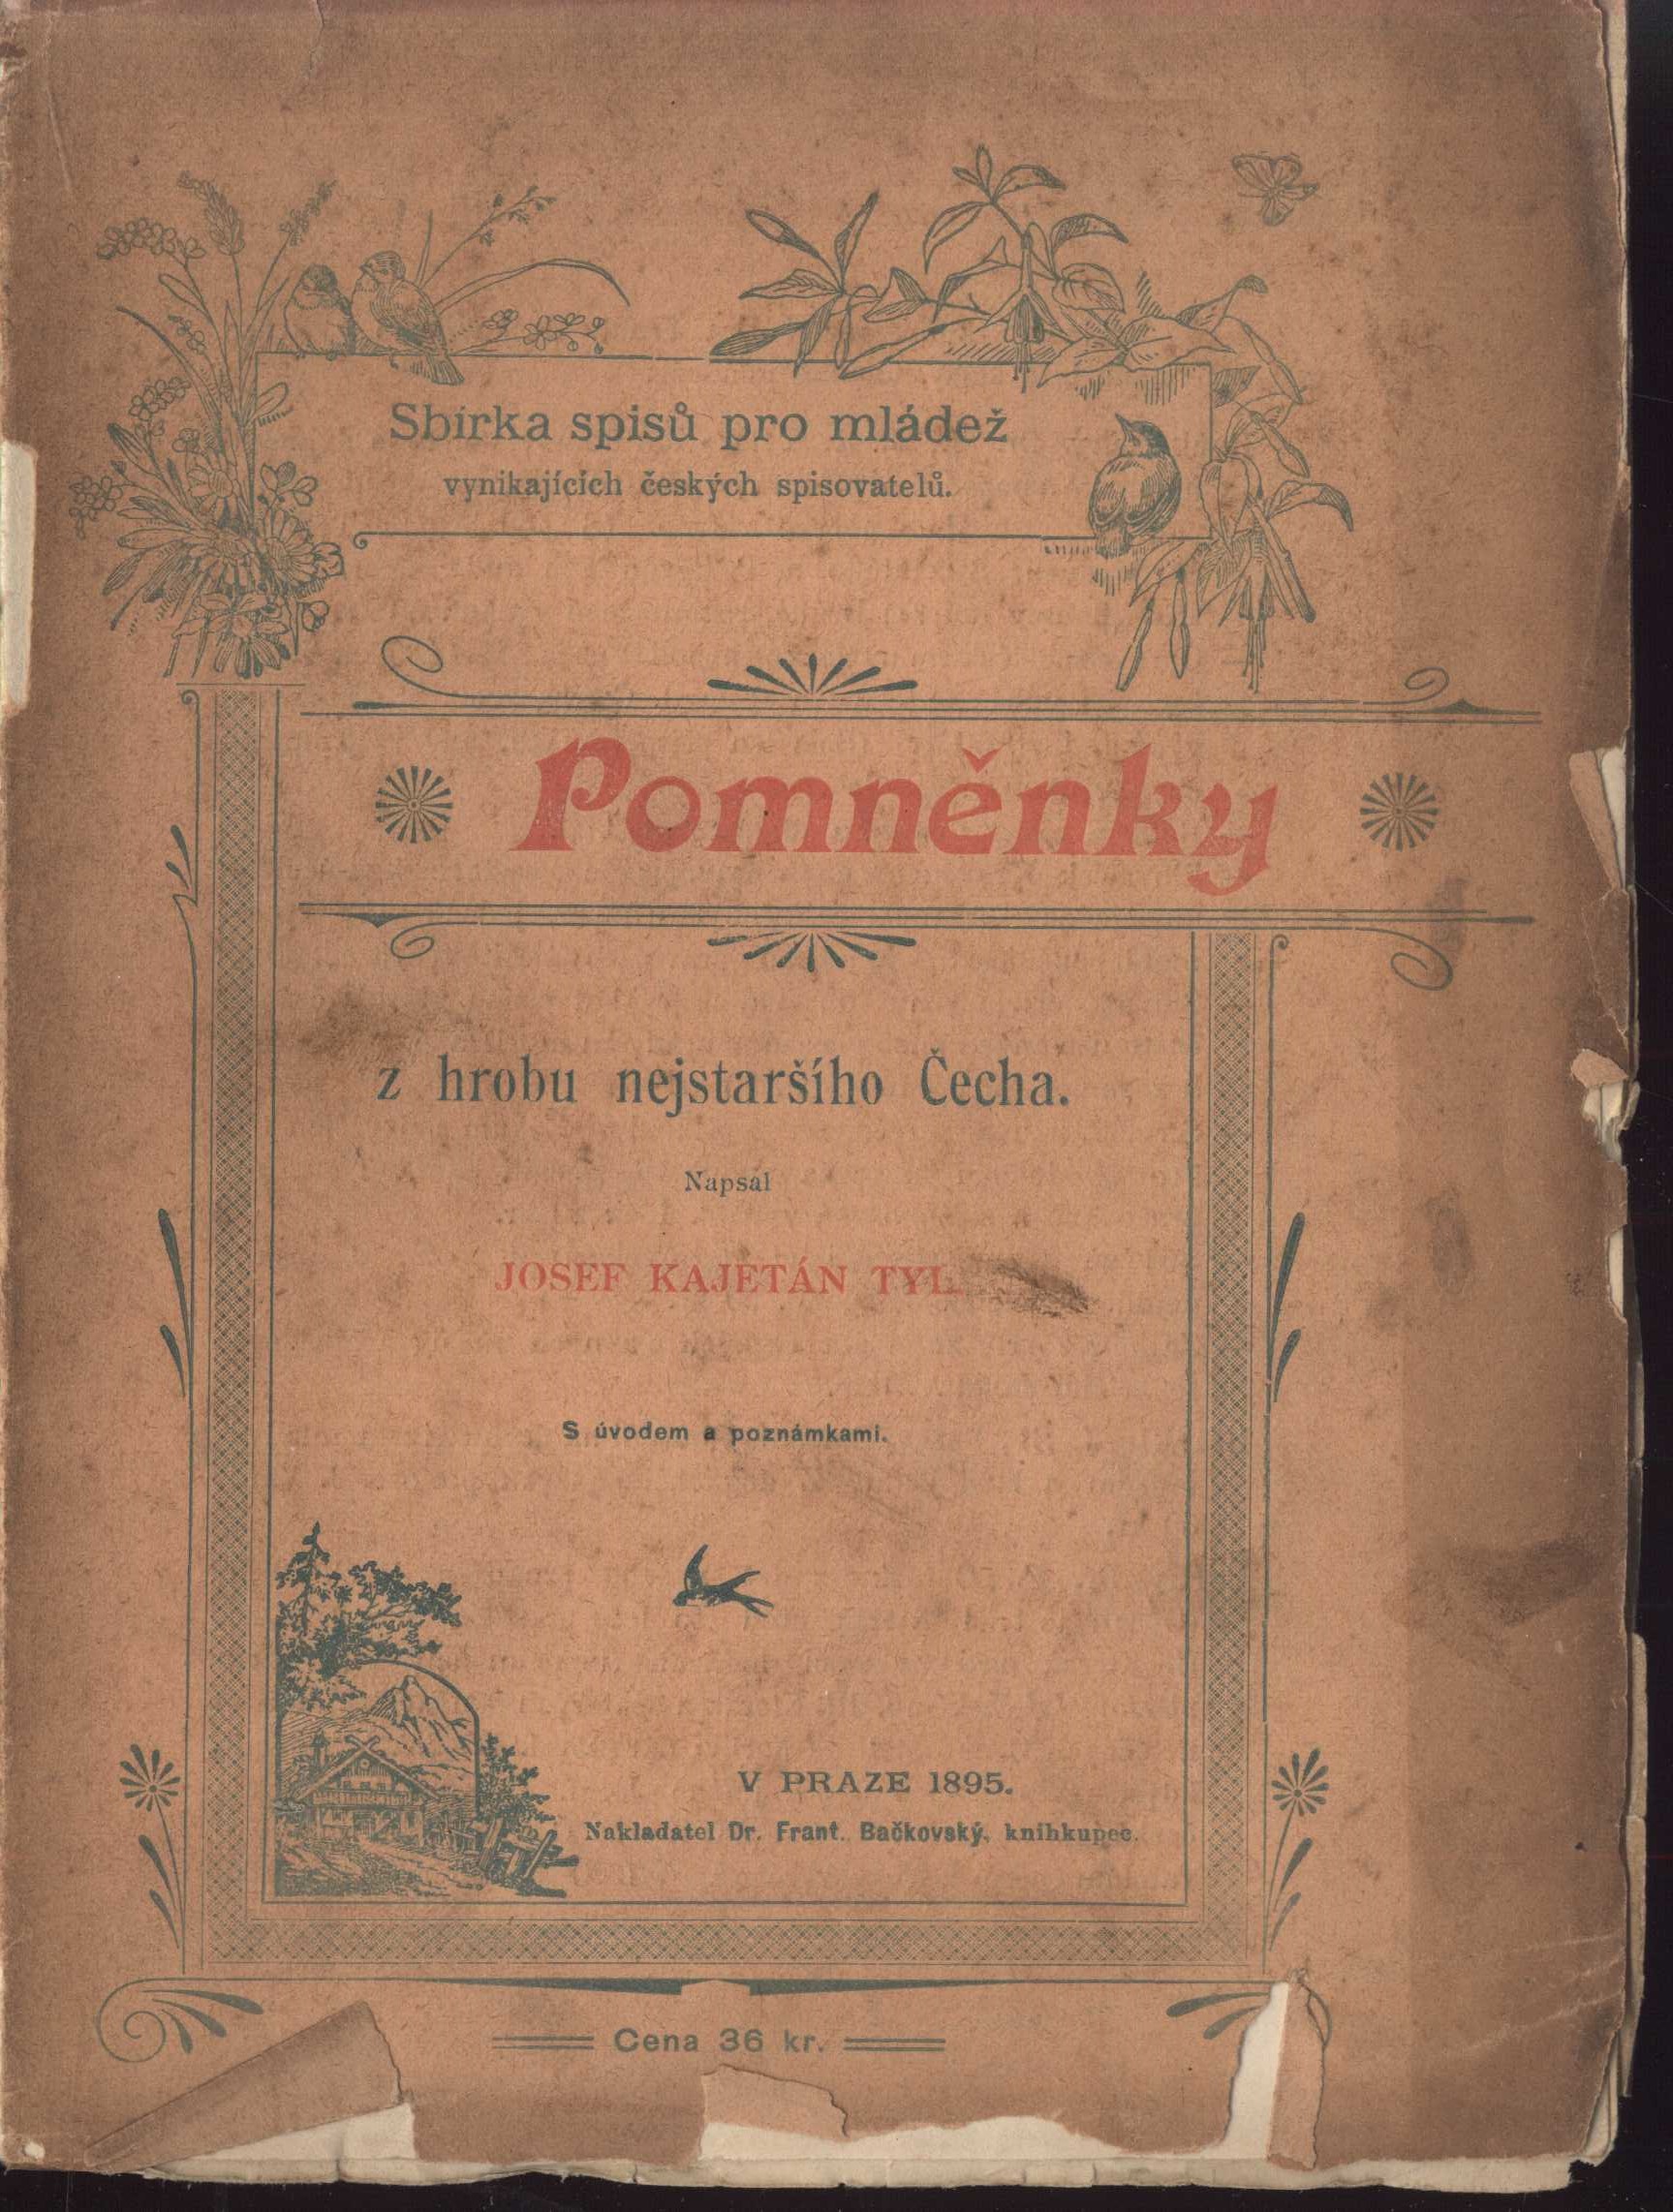 Sbírka spisů pro mládež
vynikajících českých spisovatelů.
Pomněnky
z hrobu nejstaršího Čecha.
Napsal
JOSEF KAJETÁN TYL.
S úvodem a poznámkami.
V PRAZE 1895.
Nakladatel Dr. Frant. Bačkovský, knihkupec.
Cena 36 kr.